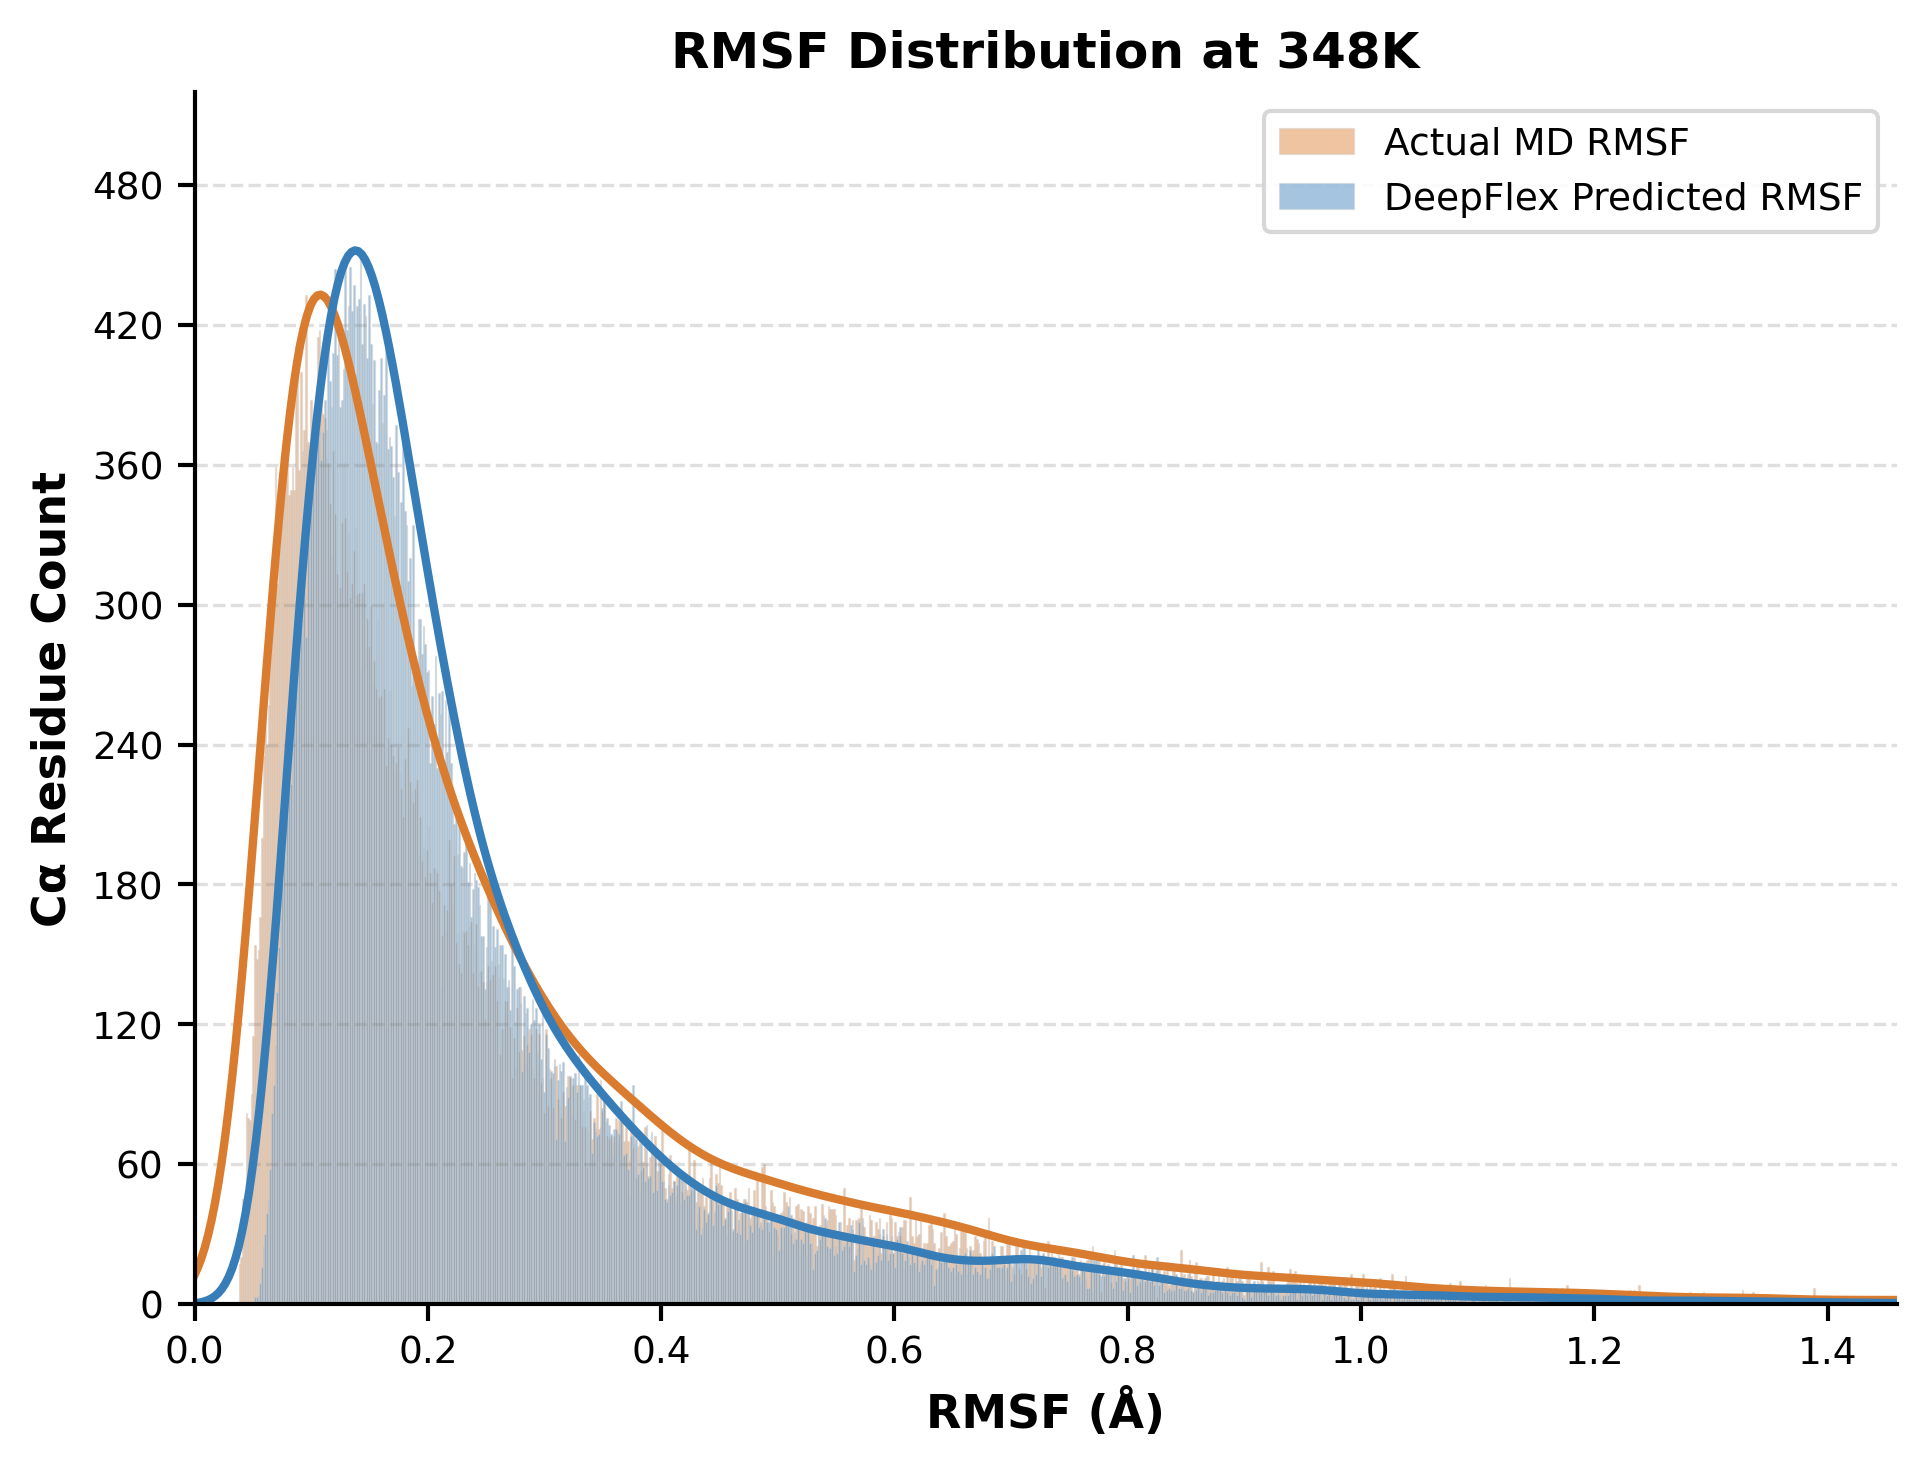 RMSF Distribution at 348K
Actual MD RMSF
DeepFlex Predicted RMSF
Cα Residue Count
480
420
360
300
240
180
120
60
0
0.0 0.2 0.4 0.6 0.8 1.0 1.2 1.4
RMSF (Å)